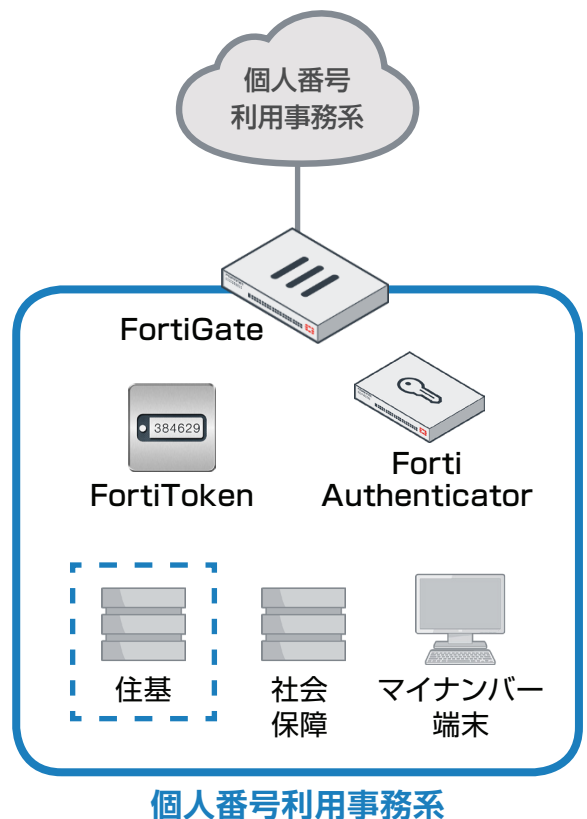 個人番号
利用事務系
FortiGate
384629
FortiToken
Forti
Authenticator
住基
社会
保障
マイナンバー
端末
個人番号利用事務系